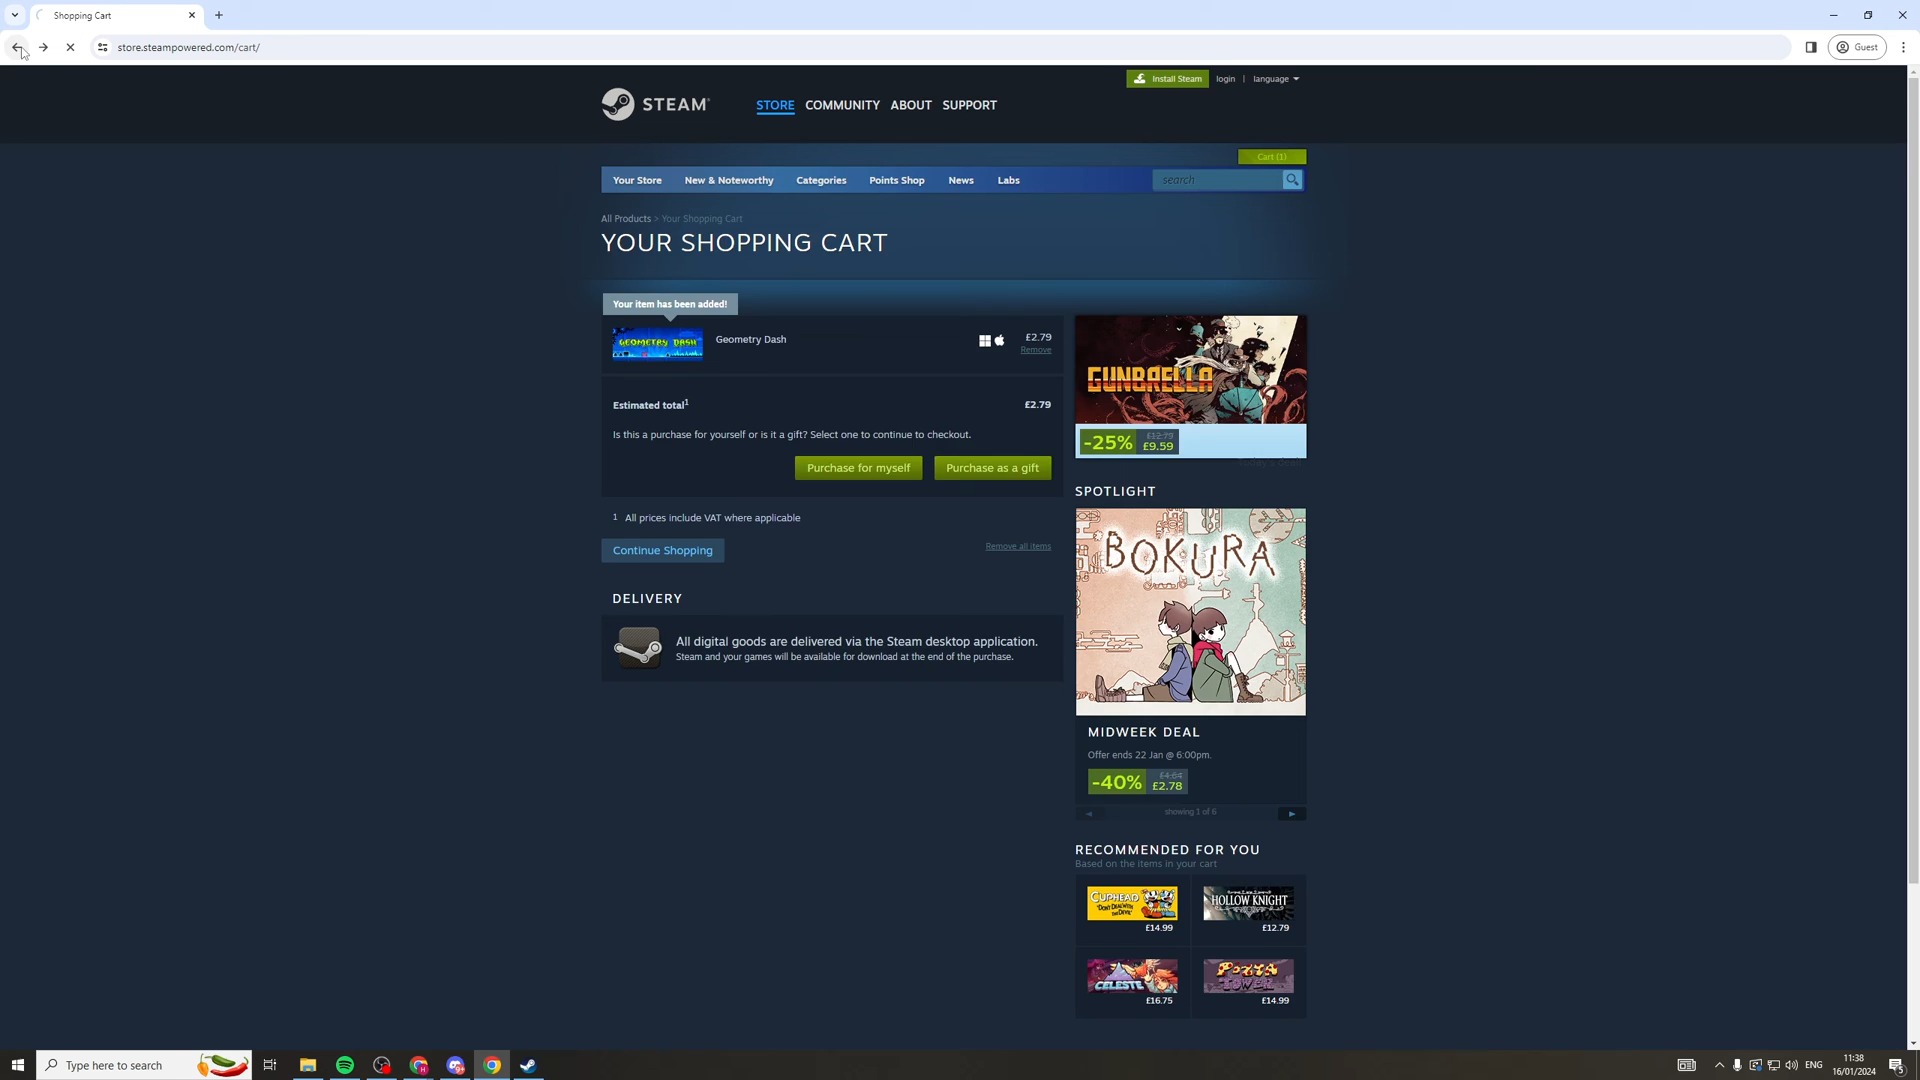 Shopping Cart
store.steampowered.com/cart/
Guest
Install Steam
login | language
STEAM®
STORE COMMUNITY ABOUT SUPPORT
Cart (1)
Your Store New & Noteworthy Categories Points Shop News Labs
search
All Products > Your Shopping Cart
YOUR SHOPPING CART
Your item has been added!
GEOMETRY DASH
Geometry Dash
£2.79
Remove
Estimated total¹
£2.79
Is this a purchase for yourself or is it a gift? Select one to continue to checkout.
Purchase for myself
Purchase as a gift
1 All prices include VAT where applicable
Continue Shopping
Remove all items
DELIVERY
All digital goods are delivered via the Steam desktop application.
Steam and your games will be available for download at the end of the purchase.
GUNBRELLA
-25%
£12.79
£9.59
SPOTLIGHT
BOKURA
MIDWEEK DEAL
Offer ends 22 Jan @ 6:00pm.
-40%
£4.64
£2.78
showing 1 of 6
RECOMMENDED FOR YOU
Based on the items in your cart
CUPHEAD
"DON'T DEAL WITH
THE DEVIL"
£14.99
HOLLOW KNIGHT
£12.79
CELESTE
£16.75
PIZZA
TOWER
£14.99
Type here to search
ENG
11:38
16/01/2024
5